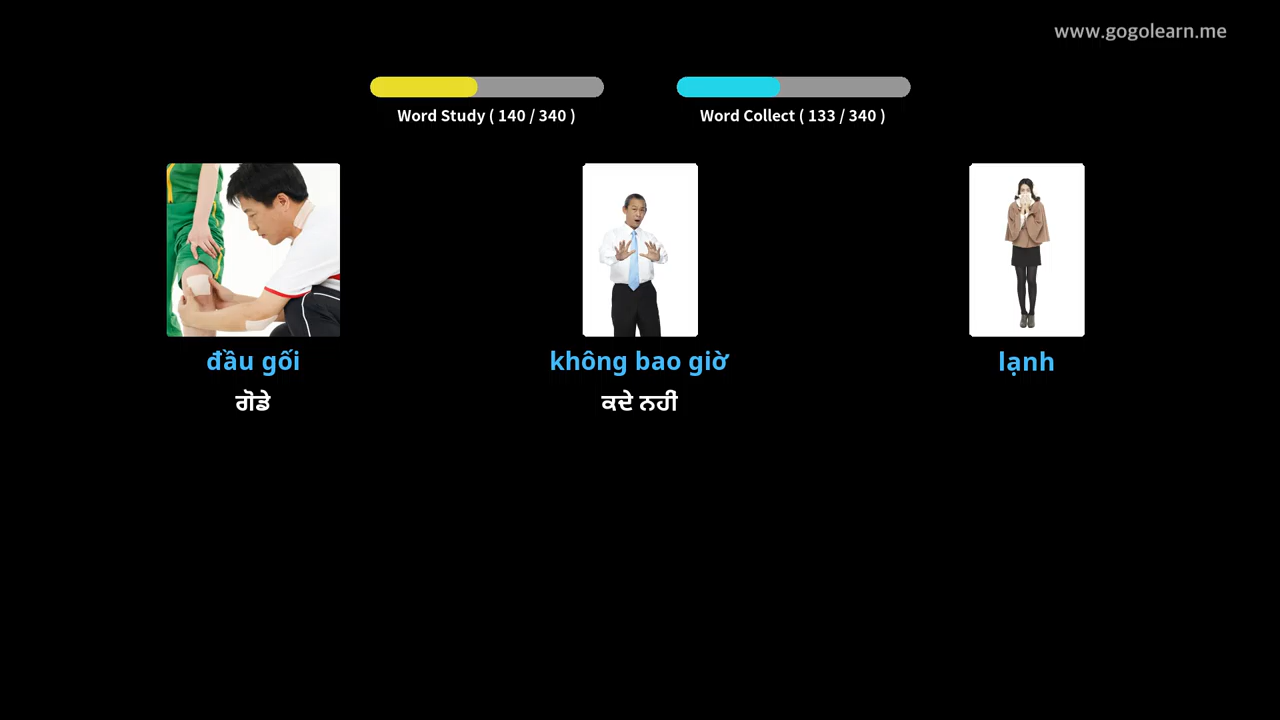 www.gogolearn.me
Word Study ( 140 / 340 )
Word Collect ( 133 / 340 )
đầu gối
không bao giờ
lạnh
ਗੋਡੇ
ਕਦੇ ਨਹੀਂ